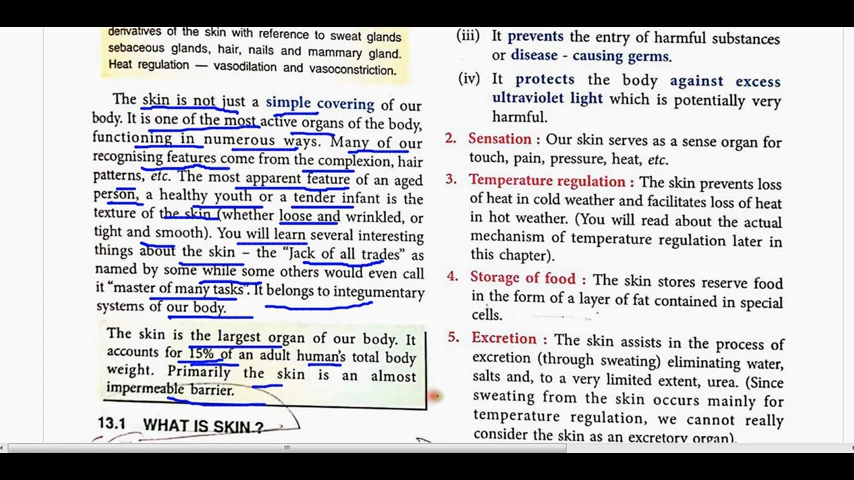 derivatives of the skin with reference to sweat glands
sebaceous glands, hair, nails and mammary gland.
Heat regulation — vasodilation and vasoconstriction.
The skin is not just a simple covering of our
body. It is one of the most active organs of the body,
functioning in numerous ways. Many of our
recognising features come from the complexion, hair
patterns, etc. The most apparent feature of an aged
person, a healthy youth or a tender infant is the
texture of the skin (whether loose and wrinkled, or
tight and smooth). You will learn several interesting
things about the skin – the "Jack of all trades" as
named by some while some others would even call
it "master of many tasks". It belongs to integumentary
systems of our body.
The skin is the largest organ of our body. It
accounts for 15% of an adult human's total body
weight. Primarily the skin is an almost
impermeable barrier.
13.1 WHAT IS SKIN?
(iii) It prevents the entry of harmful substances
or disease - causing germs.
(iv) It protects the body against excess
ultraviolet light which is potentially very
harmful.
2. Sensation : Our skin serves as a sense organ for
touch, pain, pressure, heat, etc.
3. Temperature regulation : The skin prevents loss
of heat in cold weather and facilitates loss of heat
in hot weather. (You will read about the actual
mechanism of temperature regulation later in
this chapter).
4. Storage of food : The skin stores reserve food
in the form of a layer of fat contained in special
cells.
5. Excretion : The skin assists in the process of
excretion (through sweating) eliminating water,
salts and, to a very limited extent, urea. (Since
sweating from the skin occurs mainly for
temperature regulation, we cannot really
consider the skin as an excretory organ).